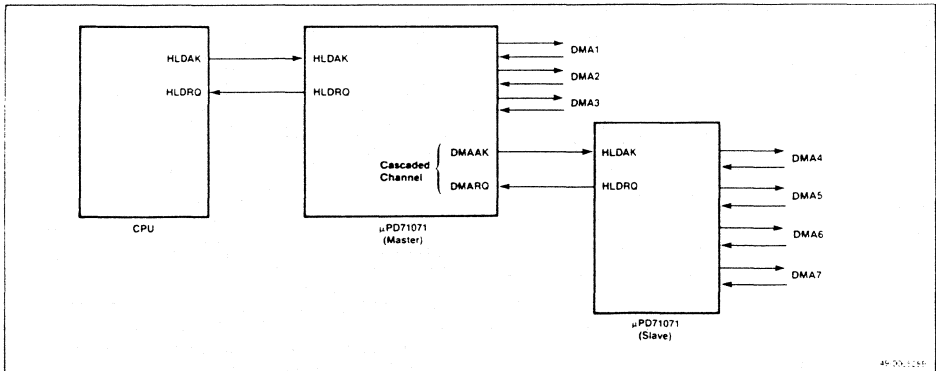 HLDAK
HLDRQ
CPU
HLDAK
HLDRQ
Cascaded
Channel
DMAAK
DMARQ
μPD71071
(Master)
DMA1
DMA2
DMA3
HLDAK
HLDRQ
μPD71071
(Slave)
DMA4
DMA5
DMA6
DMA7